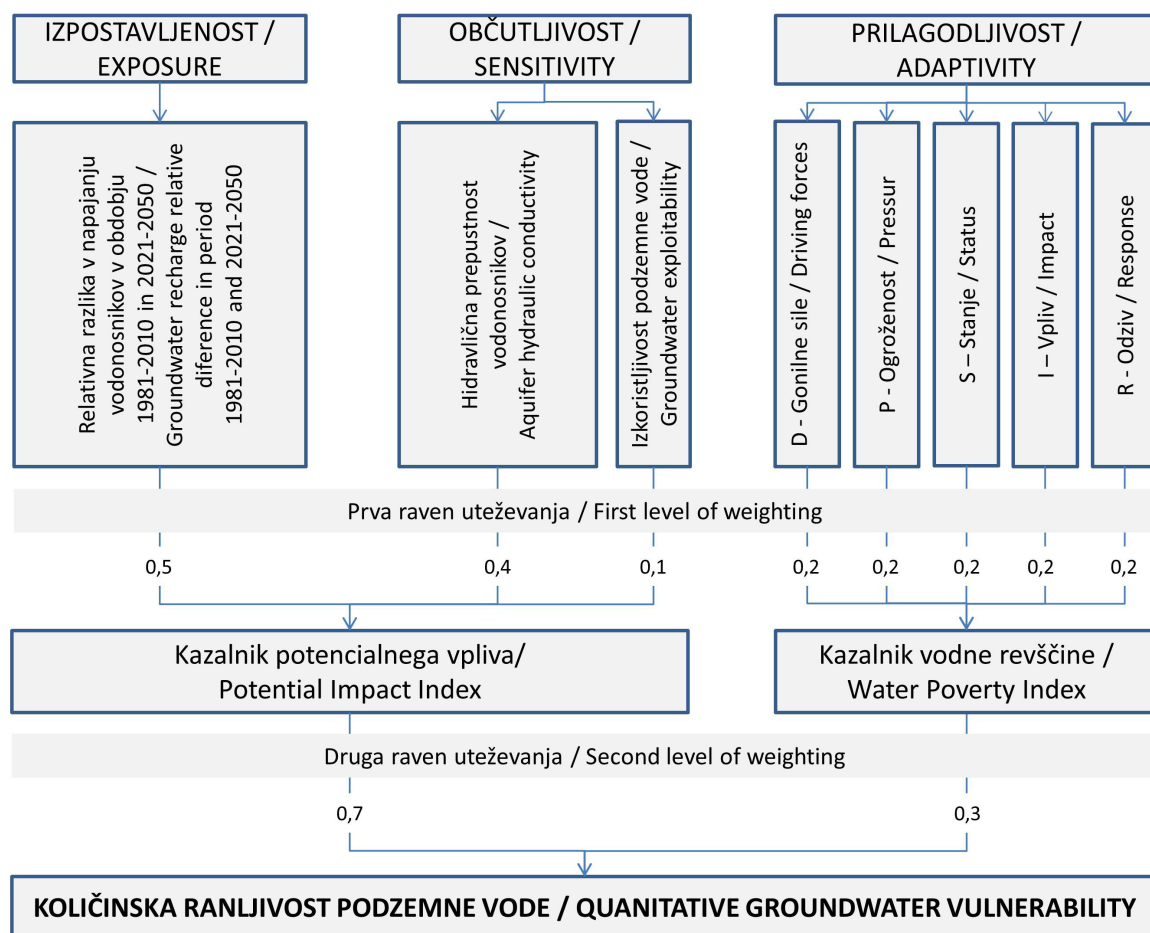 IZPOSTAVLJENOST /
EXPOSURE
OBČUTLJIVOST /
SENSITIVITY
PRILAGODLJIVOST /
ADAPTIVITY
Relativna razlika v napajanju
vodonosnikov v obdobju
1981-2010 in 2021-2050 /
Groundwater recharge relative
diference in period
1981-2010 and 2021-2050
Hidravlična prepustnost
vodonosnikov /
Aquifer hydraulic conductivity
Izkoristljivost podzemne vode /
Groundwater exploitability
D - Gonilne sile / Driving forces
P - Ogroženost / Pressur
S – Stanje / Status
I – Vpliv / Impact
R - Odziv / Response
Prva raven uteževanja / First level of weighting
0,5
0,4
0,1
0,2
0,2
0,2
0,2
0,2
Kazalnik potencialnega vpliva/
Potential Impact Index
Kazalnik vodne revščine /
Water Poverty Index
Druga raven uteževanja / Second level of weighting
0,7
0,3
KOLIČINSKA RANLJIVOST PODZEMNE VODE / QUANITATIVE GROUNDWATER VULNERABILITY